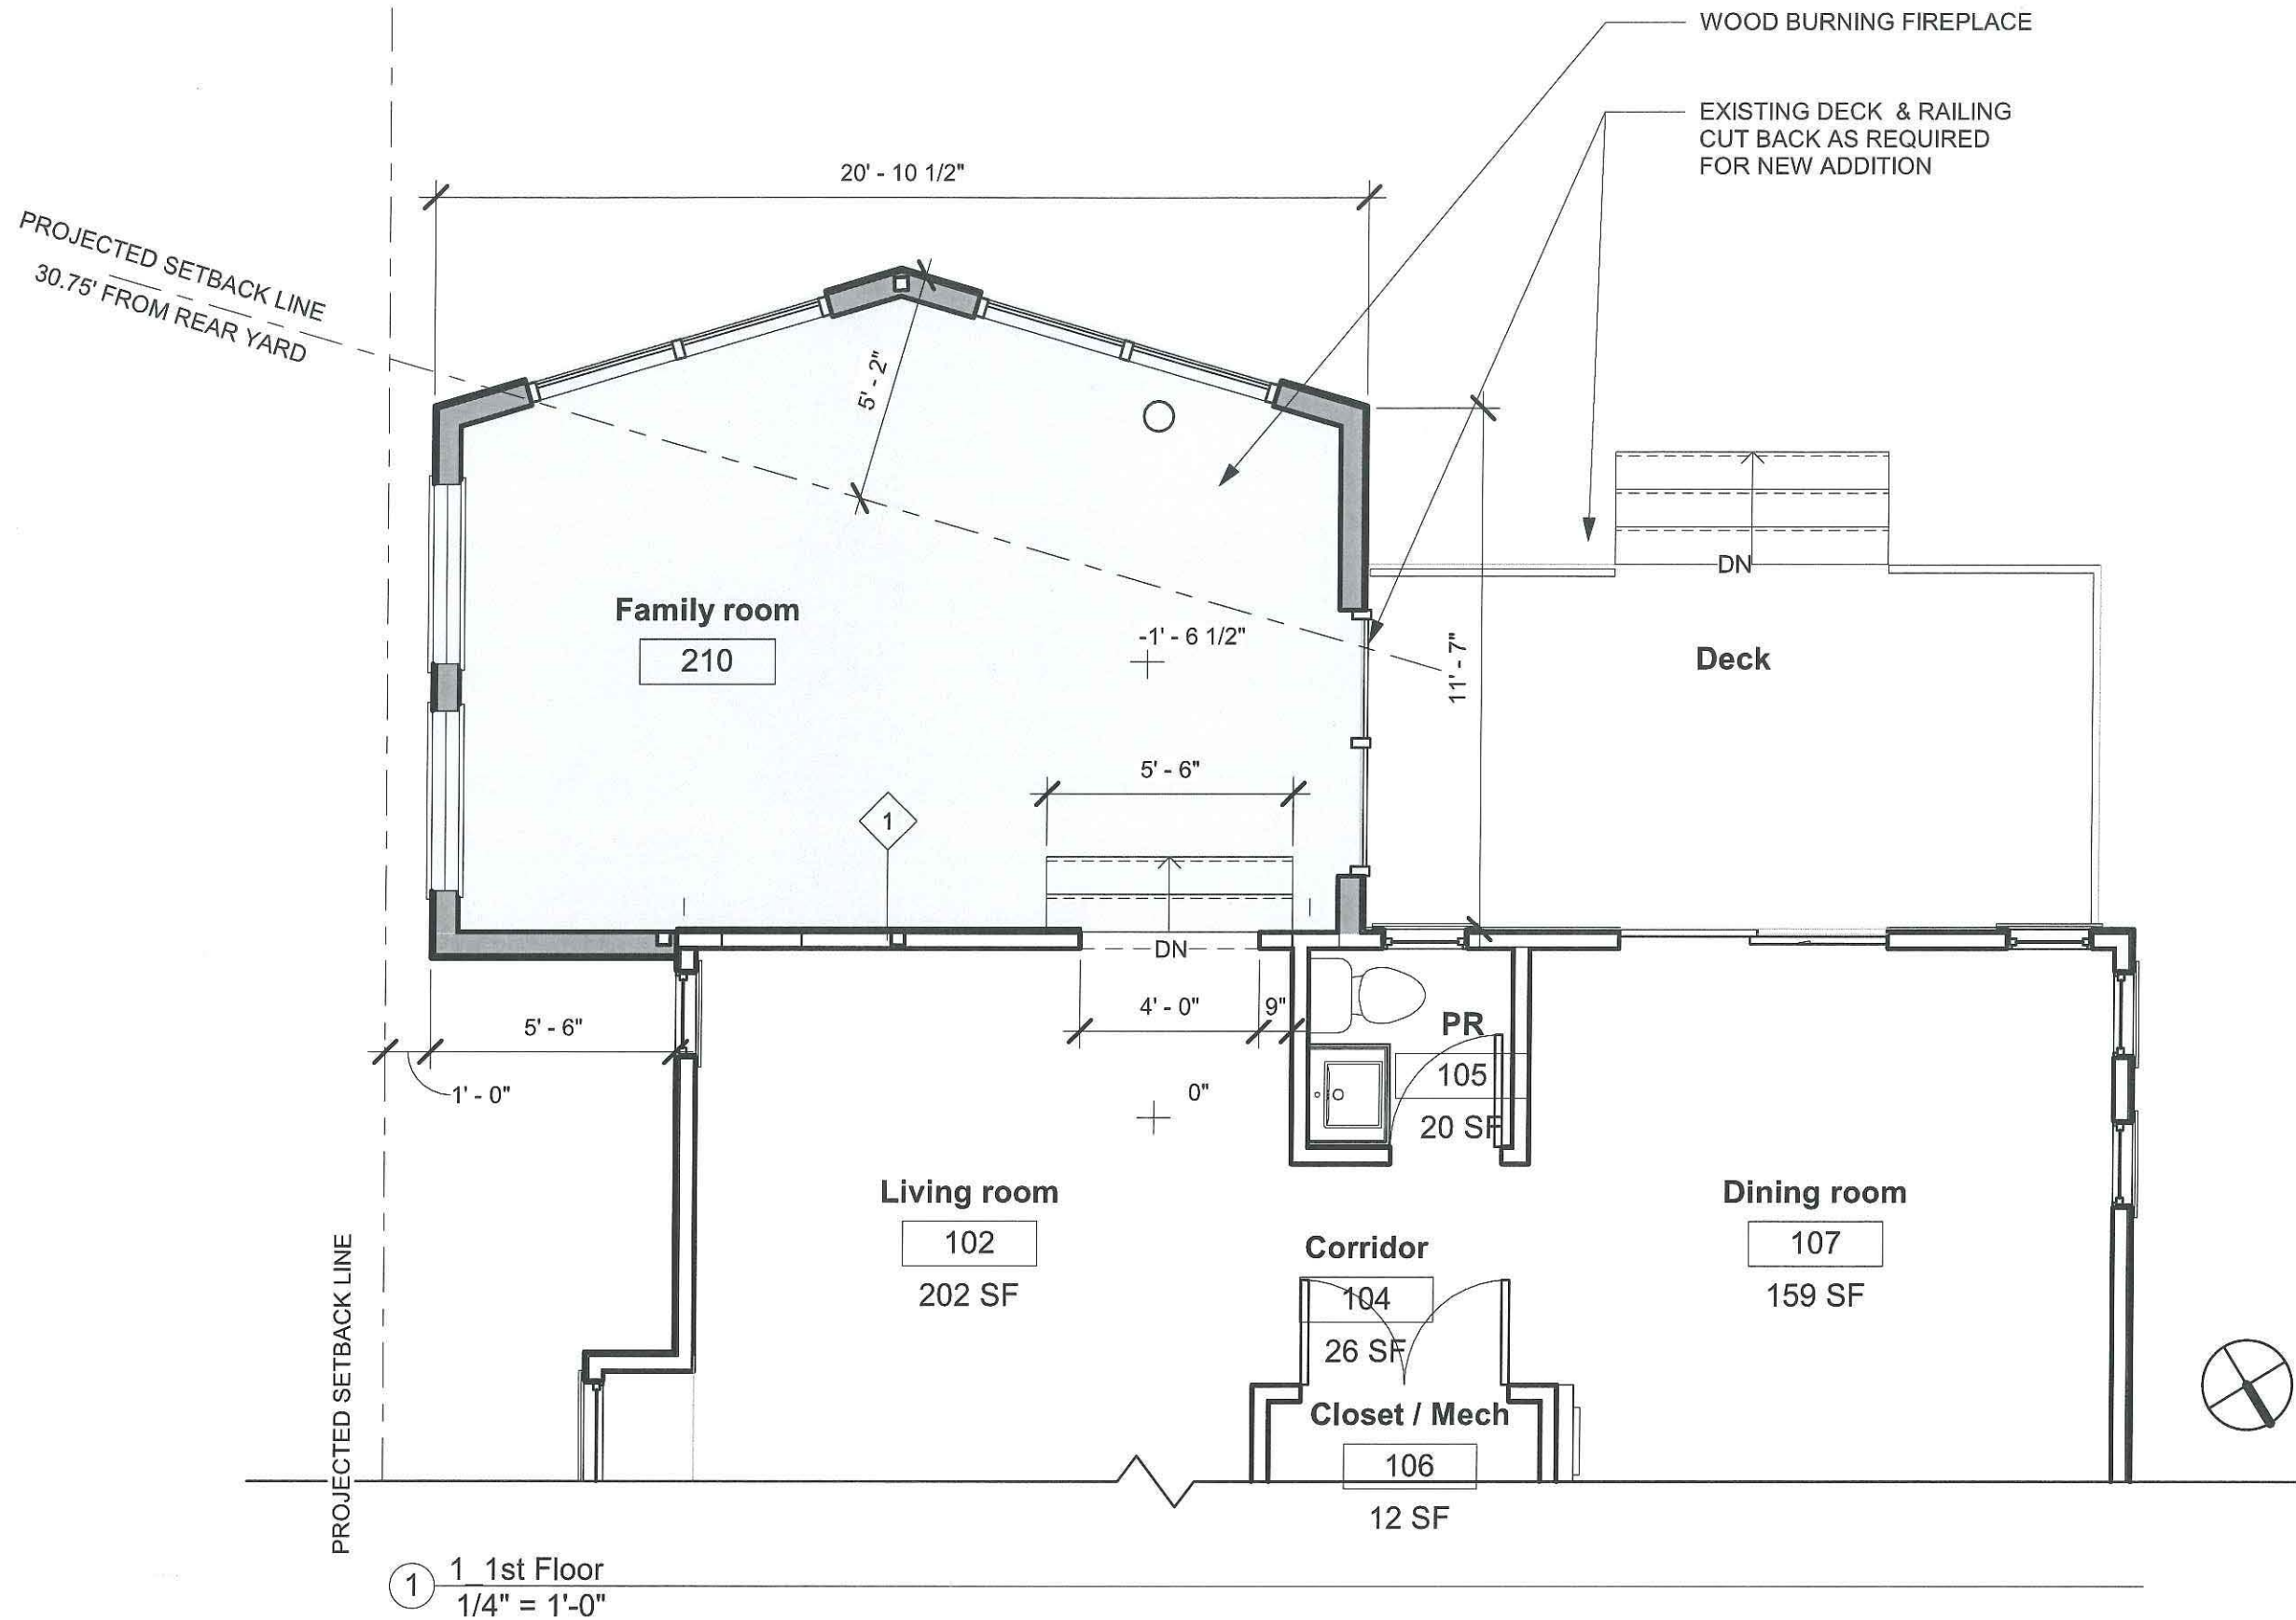 WOOD BURNING FIREPLACE
EXISTING DECK & RAILING
CUT BACK AS REQUIRED
FOR NEW ADDITION
20' - 10 1/2"
PROJECTED SETBACK LINE
30.75' FROM REAR YARD
5' - 2"
DN
Family room
210
-1' - 6 1/2"
11' - 7"
Deck
5' - 6"
1
DN
5' - 6"
4' - 0"
9"
PR
105
20 SF
1' - 0"
0"
Living room
102
202 SF
Corridor
104
26 SF
Dining room
107
159 SF
PROJECTED SETBACK LINE
Closet / Mech
106
12 SF
1
1_1st Floor
1/4" = 1'-0"